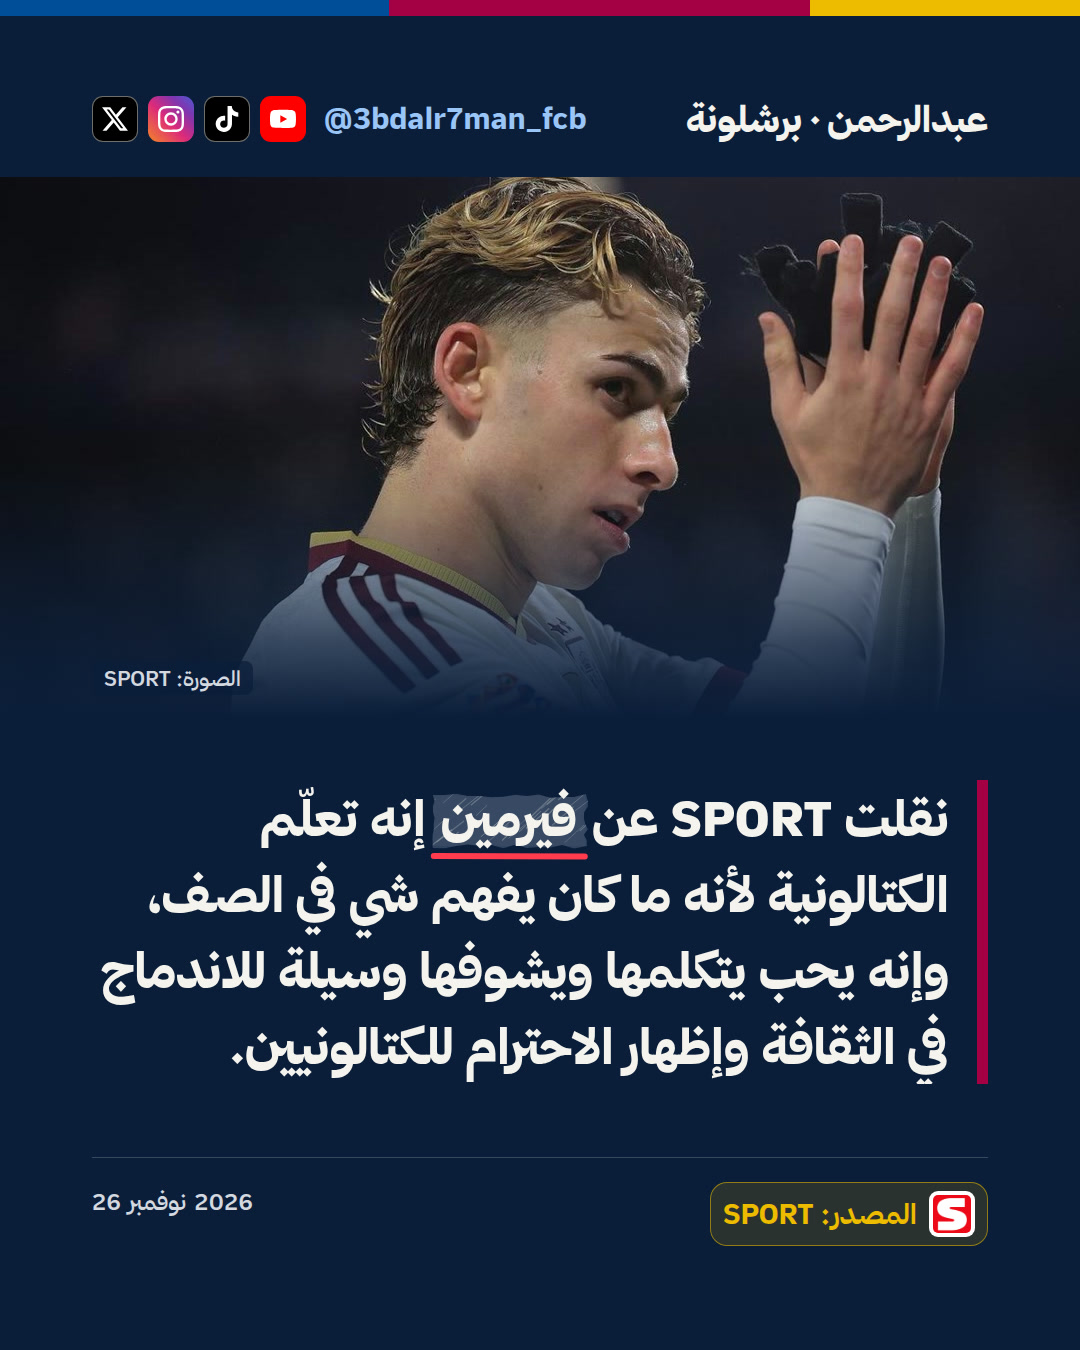 عبدالرحمن · برشلونة
@3bdalr7man_fcb
الصورة: SPORT
نقلت SPORT عن فيرمين إنه تعلّم
الكتالونية لأنه ما كان يفهم شي في الصف،
وإنه يحب يتكلمها ويشوفها وسيلة للاندماج
في الثقافة وإظهار الاحترام للكتالونيين.
المصدر: SPORT
26 نوفمبر 2026